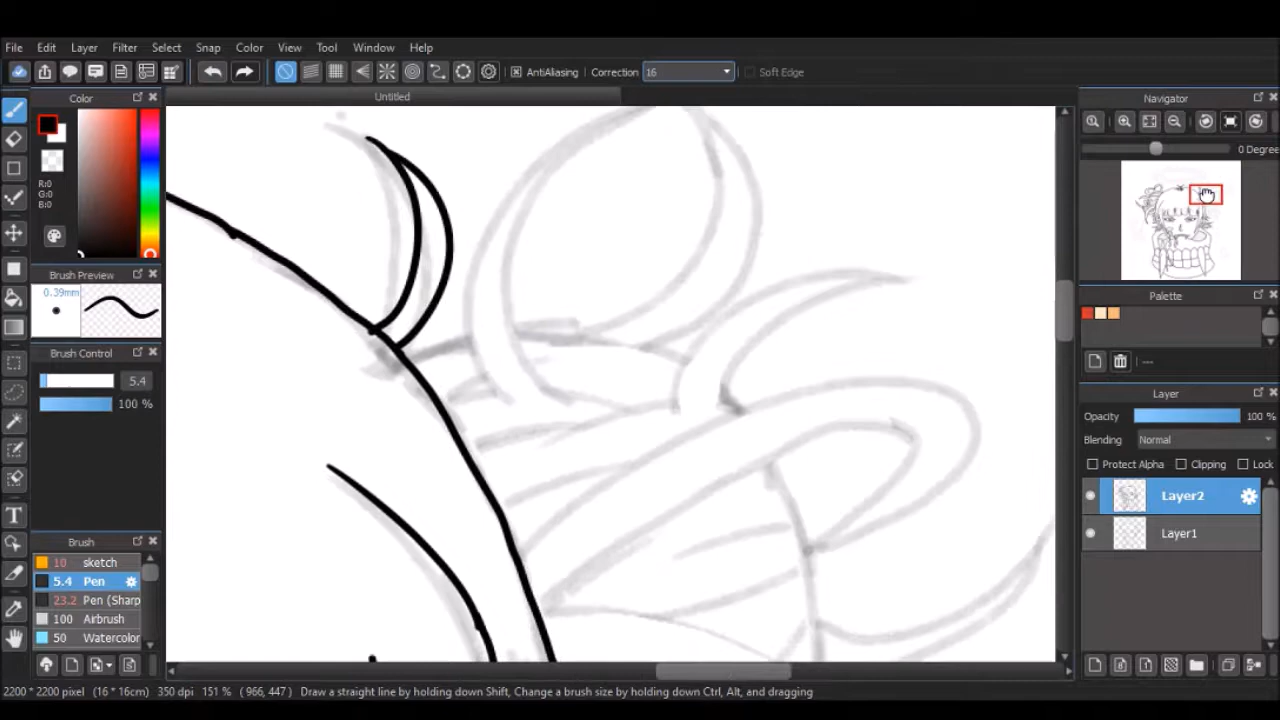 File Edit Layer Filter Select Snap Color View Tool Window Help
AntiAliasing Correction 16 Soft Edge
Color
Untitled
Navigator
R:0
G:0
B:0
0 Degree
Brush Preview
0.39mm
Palette
Brush Control
---
5.4
100 %
Layer
Opacity 100 %
Blending Normal
Protect Alpha Clipping Lock
Layer2
Layer1
T
Brush
10 sketch
5.4 Pen
23.2 Pen (Sharp
100 Airbrush
50 Watercolor
2200 * 2200 pixel (16 * 16cm) 350 dpi 151 % ( 966, 447 ) Draw a straight line by holding down Shift, Change a brush size by holding down Ctrl, Alt, and dragging